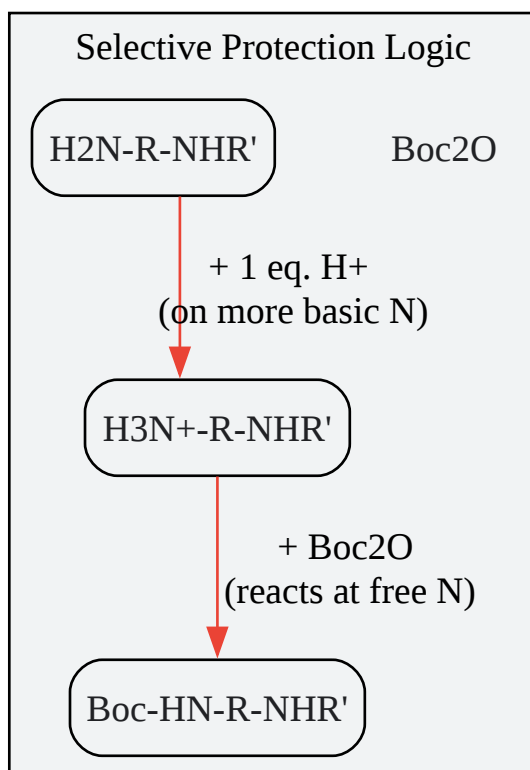 Selective Protection Logic
H2N-R-NHR' Boc2O
+ 1 eq. H+
(on more basic N)
H3N+-R-NHR'
+ Boc2O
(reacts at free N)
Boc-HN-R-NHR'